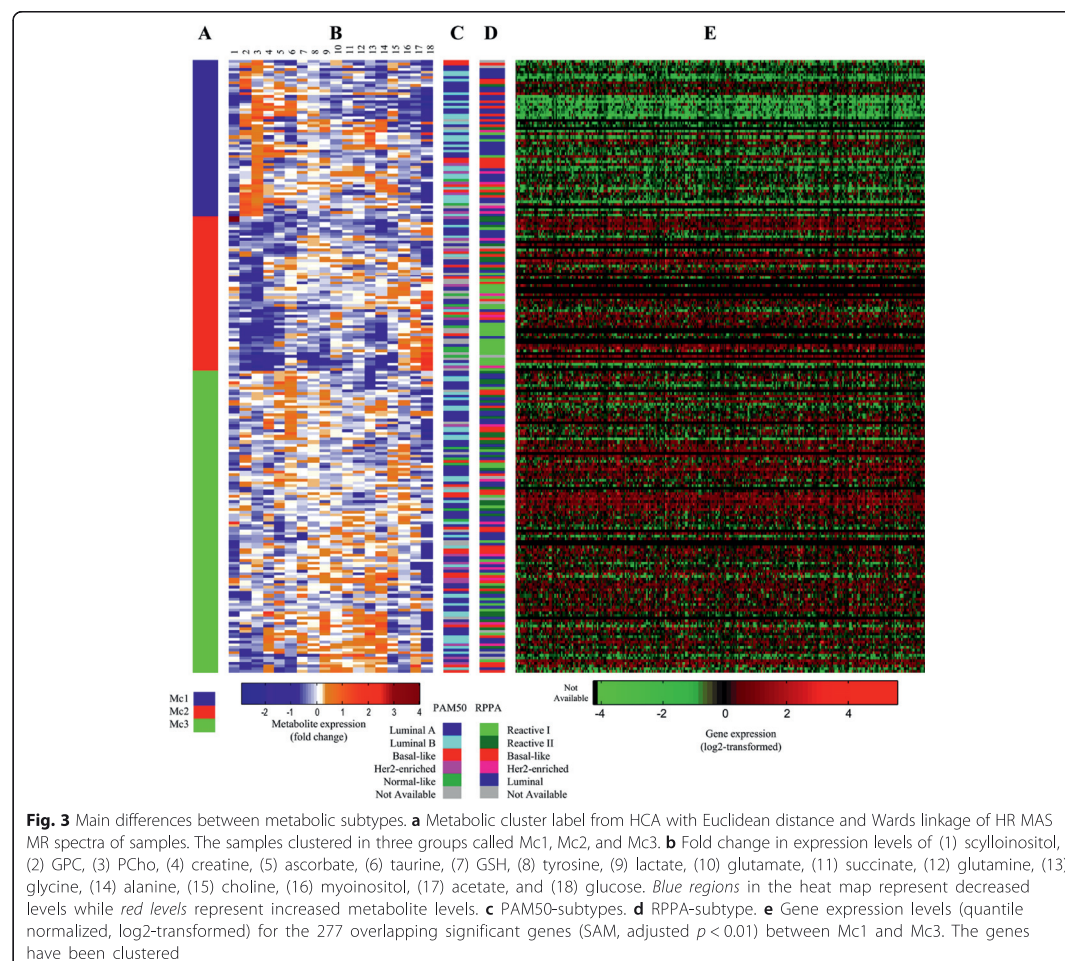 A B C D E
1 2 3 4 5 6 7 8 9 10 11 12 13 14 15 16 17 18
Mc1
Mc2
Mc3
-2 -1 0 1 2 3 4
Metabolite expression
(fold change)
PAM50 RPPA
Luminal A
Luminal B
Basal-like
Her2-enriched
Normal-like
Not Available
Reactive I
Reactive II
Basal-like
Her2-enriched
Luminal
Not Available
Not
Available
-4 -2 0 2 4
Gene expression
(log2-transformed)
Fig. 3 Main differences between metabolic subtypes. a Metabolic cluster label from HCA with Euclidean distance and Wards linkage of HR MAS
MR spectra of samples. The samples clustered in three groups called Mc1, Mc2, and Mc3. b Fold change in expression levels of (1) scylloinositol,
(2) GPC, (3) PCho, (4) creatine, (5) ascorbate, (6) taurine, (7) GSH, (8) tyrosine, (9) lactate, (10) glutamate, (11) succinate, (12) glutamine, (13)
glycine, (14) alanine, (15) choline, (16) myoinositol, (17) acetate, and (18) glucose. Blue regions in the heat map represent decreased
levels while red levels represent increased metabolite levels. c PAM50-subtypes. d RPPA-subtype. e Gene expression levels (quantile
normalized, log2-transformed) for the 277 overlapping significant genes (SAM, adjusted p < 0.01) between Mc1 and Mc3. The genes
have been clustered